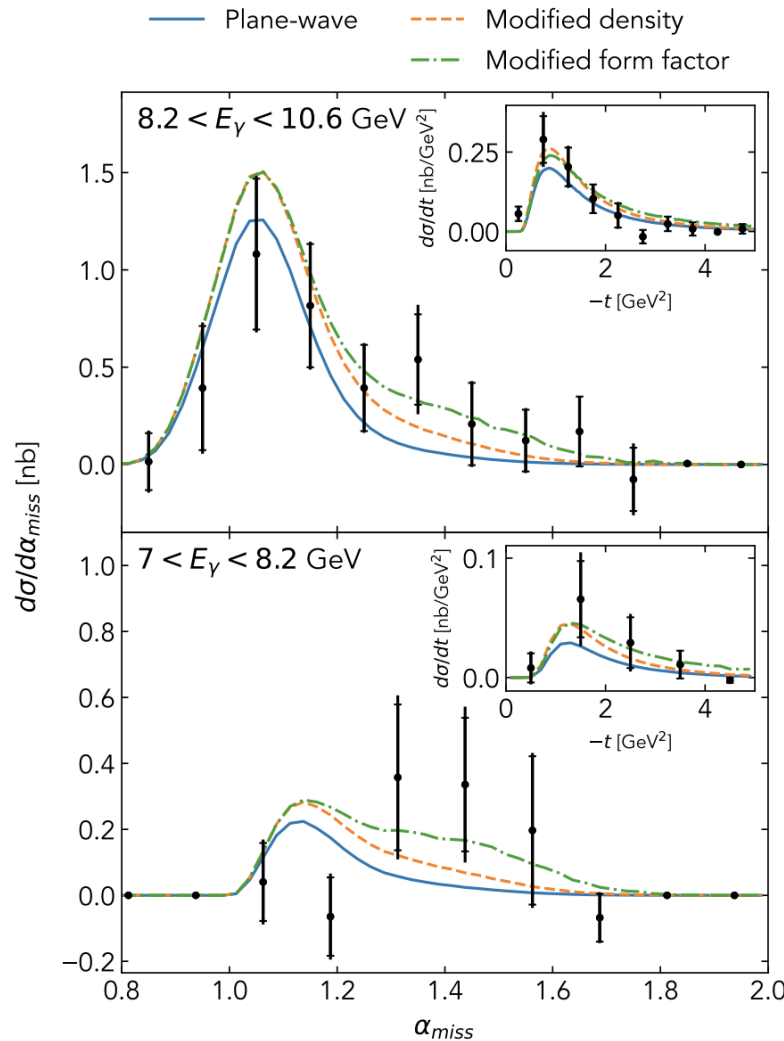 Plane-wave
Modified density
Modified form factor
8.2 < E_γ < 10.6 GeV
dσ/dα_miss [nb]
1.5
1.0
0.5
0.0
dσ/dt [nb/GeV²]
0.25
0.00
0 2 4
−t [GeV²]
7 < E_γ < 8.2 GeV
1.0
0.8
0.6
0.4
0.2
0.0
−0.2
dσ/dt [nb/GeV²]
0.1
0.0
0 2 4
−t [GeV²]
0.8 1.0 1.2 1.4 1.6 1.8 2.0
α_miss